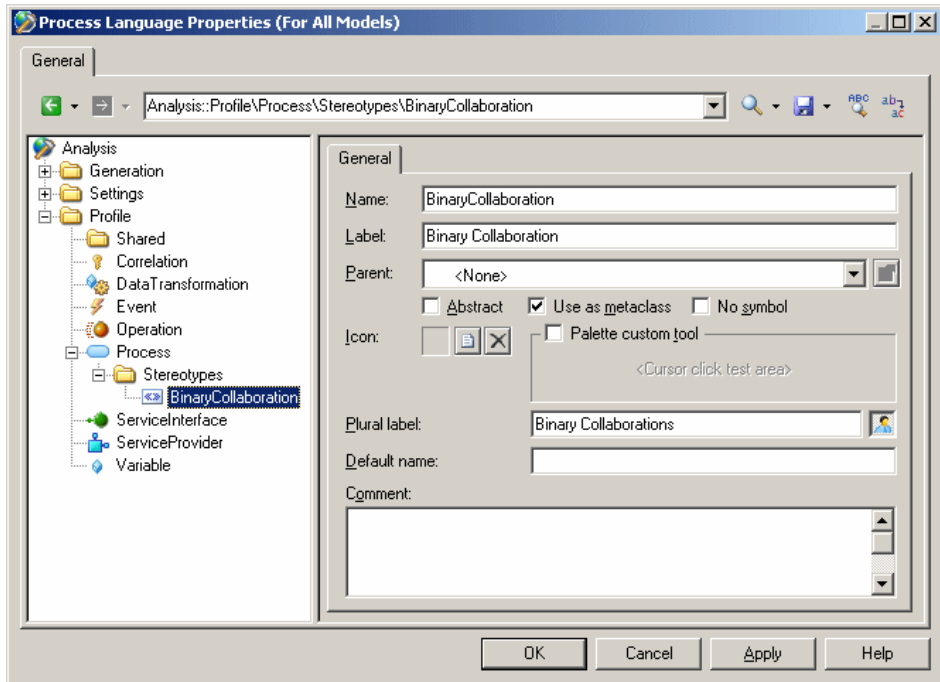 Process Language Properties (For All Models)
General
Analysis::Profile\Process\Stereotypes\BinaryCollaboration
ABC
ab
ac
Analysis
Generation
Settings
Profile
Shared
Correlation
DataTransformation
Event
Operation
Process
Stereotypes
BinaryCollaboration
ServiceInterface
ServiceProvider
Variable
General
Name: BinaryCollaboration
Label: Binary Collaboration
Parent: <None>
Abstract Use as metaclass No symbol
Icon: Palette custom tool
<Cursor click test area>
Plural label: Binary Collaborations
Default name:
Comment:
OK Cancel Apply Help